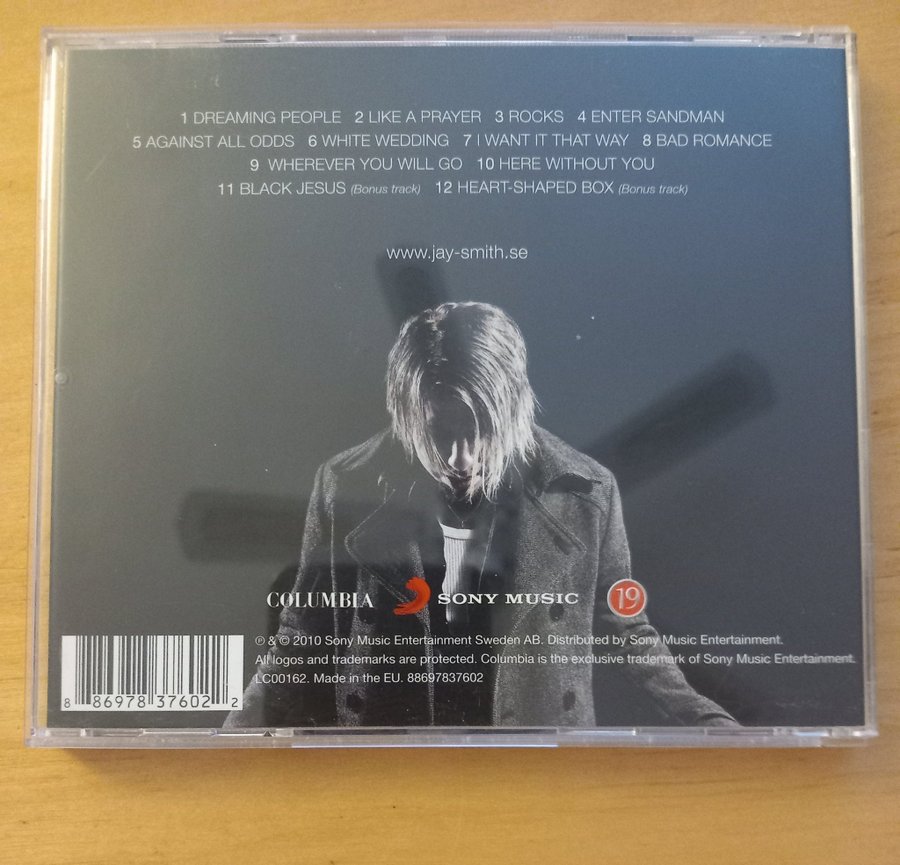 1 DREAMING PEOPLE 2 LIKE A PRAYER 3 ROCKS 4 ENTER SANDMAN
5 AGAINST ALL ODDS 6 WHITE WEDDING 7 I WANT IT THAT WAY 8 BAD ROMANCE
9 WHEREVER YOU WILL GO 10 HERE WITHOUT YOU
11 BLACK JESUS (Bonus track) 12 HEART-SHAPED BOX (Bonus track)
www.jay-smith.se
COLUMBIA SONY MUSIC 19
℗ & © 2010 Sony Music Entertainment Sweden AB. Distributed by Sony Music Entertainment.
All logos and trademarks are protected. Columbia is the exclusive trademark of Sony Music Entertainment.
LC00162. Made in the EU. 88697837602
8 86978 37602 2